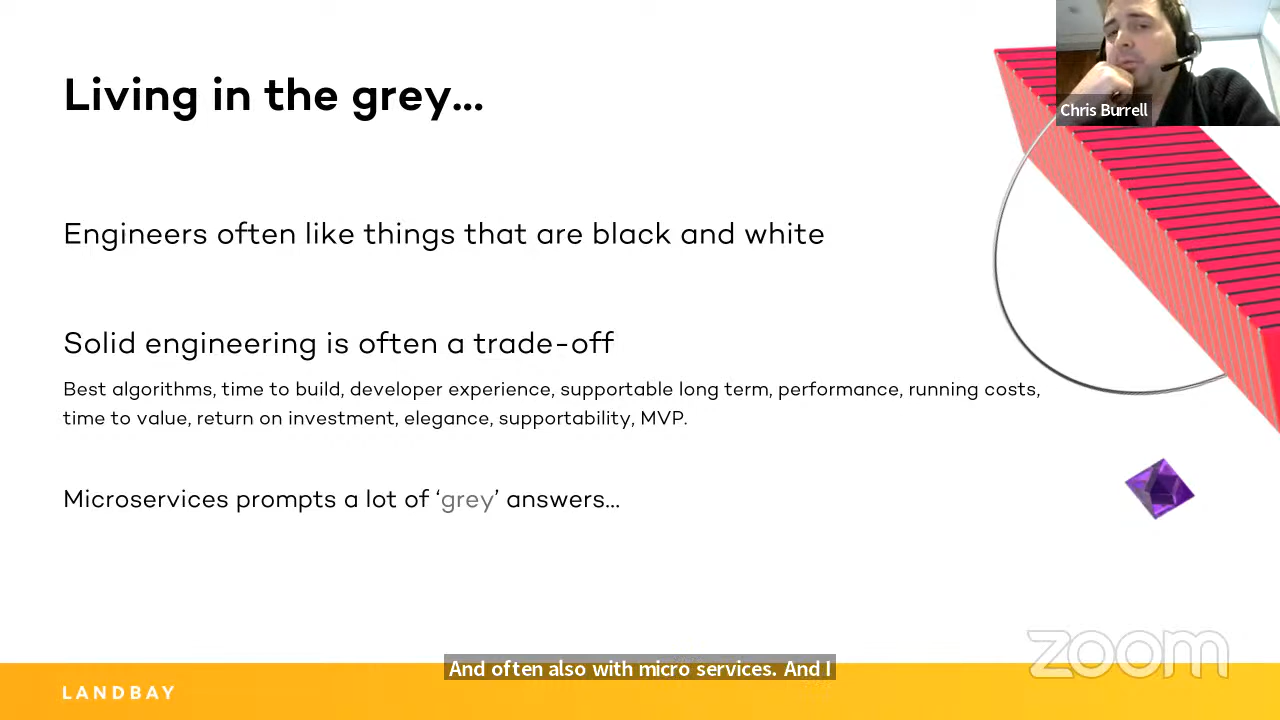 Living in the grey...
Chris Burrell
Engineers often like things that are black and white
Solid engineering is often a trade-off
Best algorithms, time to build, developer experience, supportable long term, performance, running costs,
time to value, return on investment, elegance, supportability, MVP.
Microservices prompts a lot of ‘grey’ answers...
zoom
And often also with micro services. And I
LANDBAY